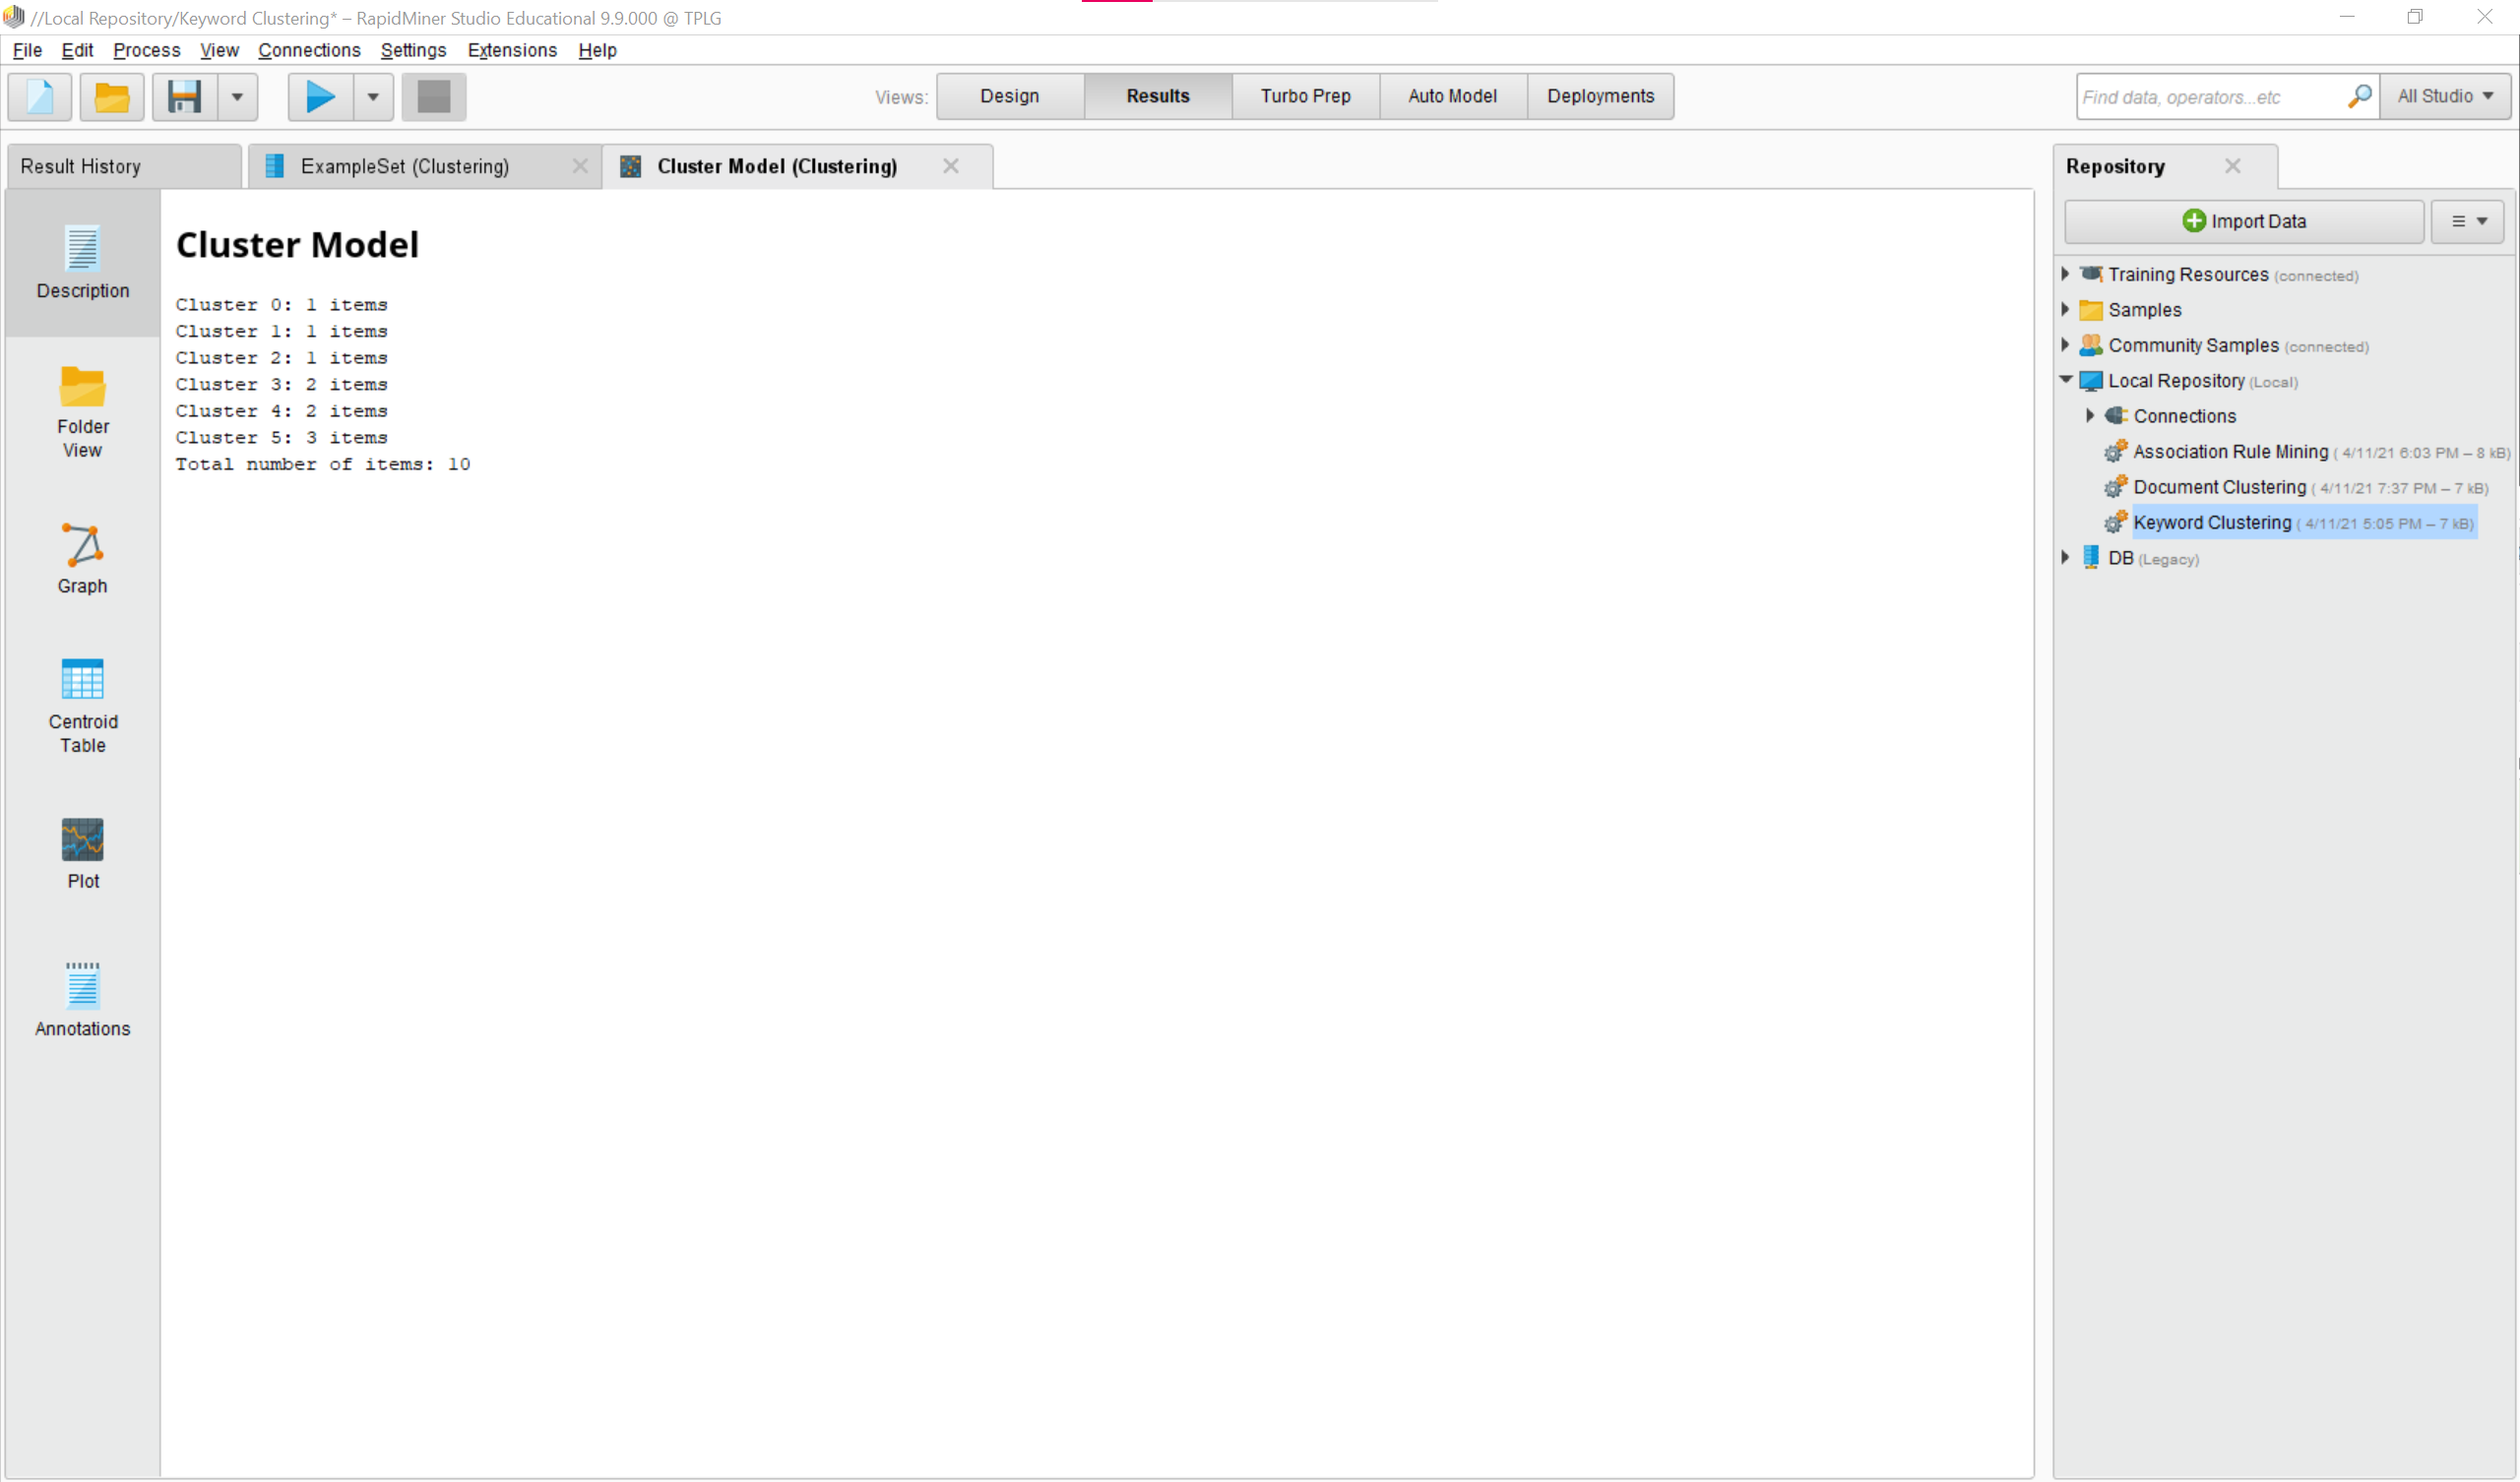 //Local Repository/Keyword Clustering* – RapidMiner Studio Educational 9.9.000 @ TPLG
File Edit Process View Connections Settings Extensions Help
Views: Design Results Turbo Prep Auto Model Deployments
Find data, operators...etc
All Studio
Result History
ExampleSet (Clustering)
Cluster Model (Clustering)
Description
Folder
View
Graph
Centroid
Table
Plot
Annotations
Cluster Model
Cluster 0: 1 items
Cluster 1: 1 items
Cluster 2: 1 items
Cluster 3: 2 items
Cluster 4: 2 items
Cluster 5: 3 items
Total number of items: 10
Repository
Import Data
Training Resources (connected)
Samples
Community Samples (connected)
Local Repository (Local)
Connections
Association Rule Mining ( 4/11/21 6:03 PM – 8 kB)
Document Clustering ( 4/11/21 7:37 PM – 7 kB)
Keyword Clustering ( 4/11/21 5:05 PM – 7 kB)
DB (Legacy)